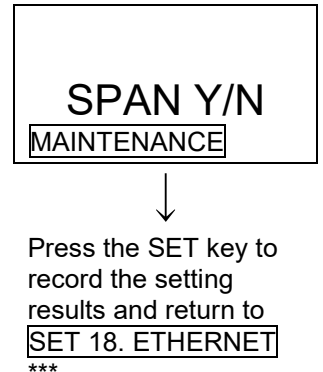 SPAN Y/N
MAINTENANCE
Press the SET key to
record the setting
results and return to
SET 18. ETHERNET
***